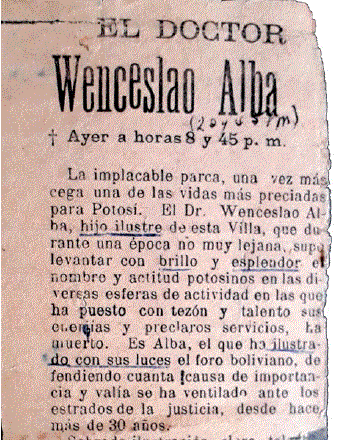 EL DOCTOR
Wenceslao Alba
† Ayer a horas 8 y 45 p. m.
La implacable parca, una vez más
cega una de las vidas más preciadas
para Potosí. El Dr. Wenceslao Al-
ba, hijo ilustre de esta Villa, que du-
rante una época no muy lejana, supo
levantar con brillo y esplendor el
nombre y actitud potosinos en las di-
versas esferas de actividad en las que
ha puesto con tezón y talento sus
energias y preclaros servicios, ha
muerto. Es Alba, el que ha ilustra-
do con sus luces el foro boliviano, de-
fendiendo cuanta causa de importan-
cia y valía se ha ventilado ante los
estrados de la justicia, desde hace
más de 30 años.